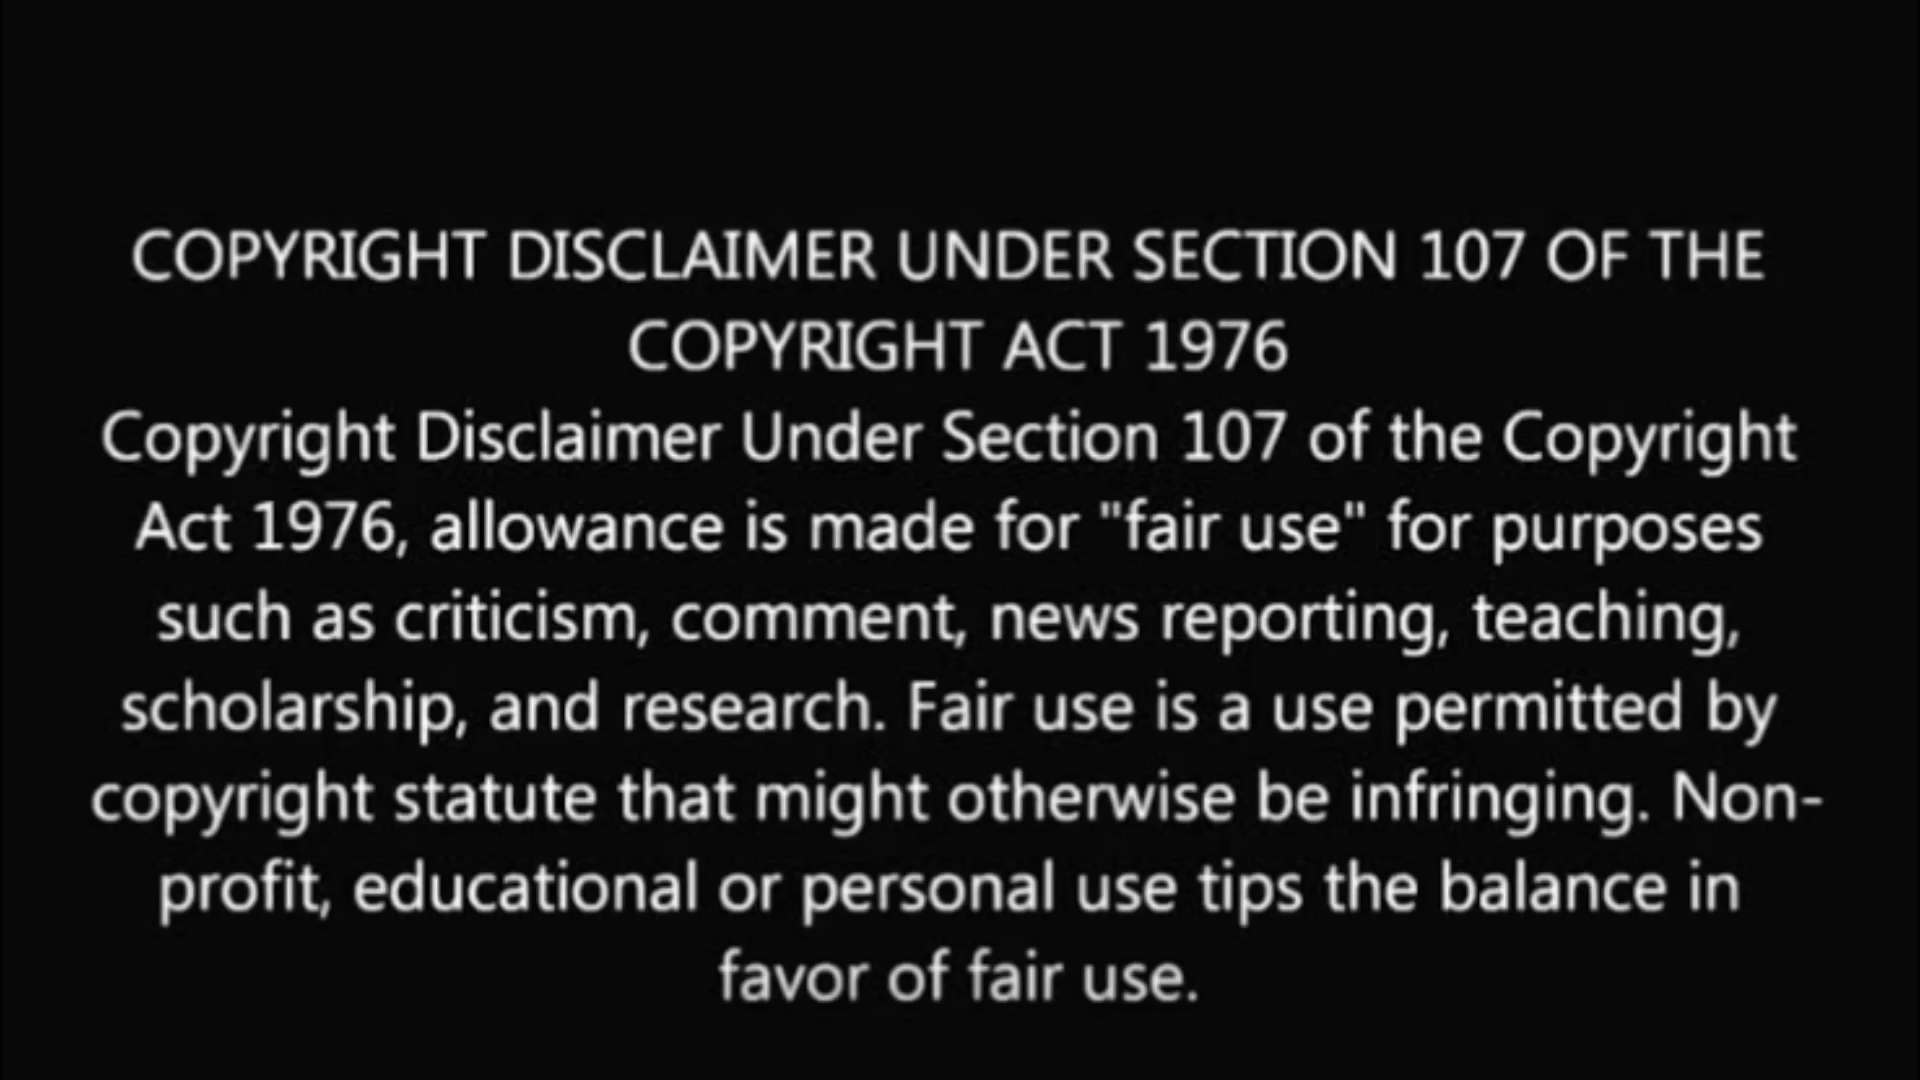 COPYRIGHT DISCLAIMER UNDER SECTION 107 OF THE
COPYRIGHT ACT 1976
Copyright Disclaimer Under Section 107 of the Copyright
Act 1976, allowance is made for "fair use" for purposes
such as criticism, comment, news reporting, teaching,
scholarship, and research. Fair use is a use permitted by
copyright statute that might otherwise be infringing. Non-
profit, educational or personal use tips the balance in
favor of fair use.